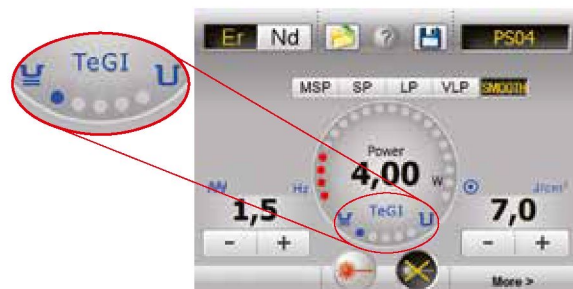 TeGI
Er Nd ? PS04
MSP SP LP VLP SMOOTH
Power
4,00 W
Hz J/cm²
1,5 7,0
TeGI
- + - +
More >